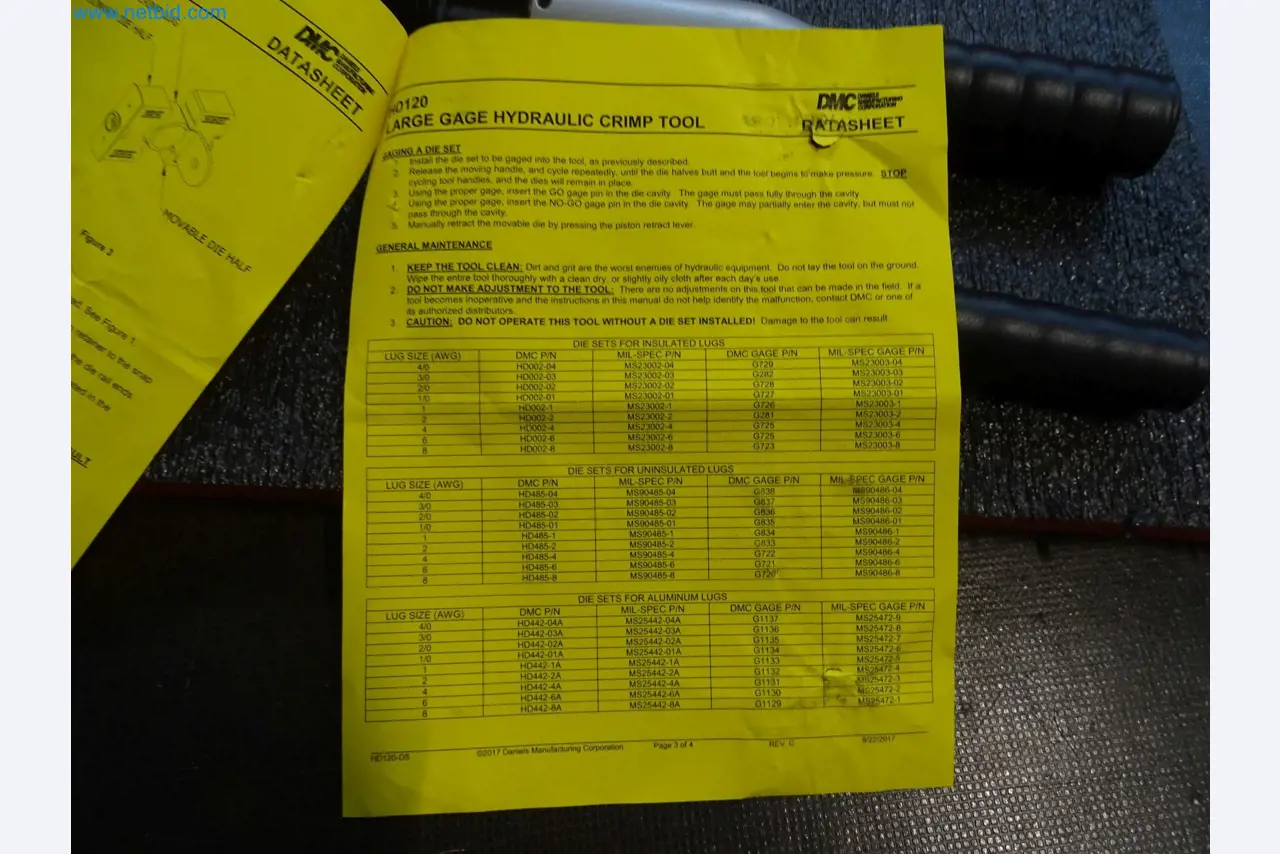 www.netbid.com
DMC DANIELS MANUFACTURING CORPORATION
DATASHEET
MOVABLE DIE HALF
Figure 3
See Figure 1.
retainer to the snap
the die rail ends.
in the
HD120
LARGE GAGE HYDRAULIC CRIMP TOOL
DMC DANIELS MANUFACTURING CORPORATION
DATASHEET
GAGING A DIE SET
1. Install the die set to be gaged into the tool, as previously described.
2. Release the moving handle, and cycle repeatedly, until the die halves butt and the tool begins to make pressure. STOP
cycling tool handles, and the dies will remain in place.
3. Using the proper gage, insert the GO gage pin in the die cavity. The gage must pass fully through the cavity
4. Using the proper gage, insert the NO-GO gage pin in the die cavity. The gage may partially enter the cavity, but must not
pass through the cavity.
5. Manually retract the movable die by pressing the piston retract lever.
GENERAL MAINTENANCE
1. KEEP THE TOOL CLEAN: Dirt and grit are the worst enemies of hydraulic equipment. Do not lay the tool on the ground.
Wipe the entire tool thoroughly with a clean dry, or slightly oily cloth after each day's use.
2. DO NOT MAKE ADJUSTMENT TO THE TOOL: There are no adjustments on this tool that can be made in the field. If a
tool becomes inoperative and the instructions in this manual do not help identify the malfunction, contact DMC or one of
its authorized distributors.
3. CAUTION: DO NOT OPERATE THIS TOOL WITHOUT A DIE SET INSTALLED! Damage to the tool can result.
DIE SETS FOR INSULATED LUGS
LUG SIZE (AWG) DMC P/N MIL-SPEC P/N DMC GAGE P/N MIL-SPEC GAGE P/N
4/0 HD002-04 MS23002-04 G729 MS23003-04
3/0 HD002-03 MS23002-03 G282 MS23003-03
2/0 HD002-02 MS23002-02 G728 MS23003-02
1/0 HD002-01 MS23002-01 G727 MS23003-01
1 HD002-1 MS23002-1 G726 MS23003-1
2 HD002-2 MS23002-2 G281 MS23003-2
4 HD002-4 MS23002-4 G725 MS23003-4
6 HD002-6 MS23002-6 G725 MS23003-6
8 HD002-8 MS23002-8 G723 MS23003-8
DIE SETS FOR UNINSULATED LUGS
LUG SIZE (AWG) DMC P/N MIL-SPEC P/N DMC GAGE P/N MIL-SPEC GAGE P/N
4/0 HD485-04 MS90485-04 G838 MS90486-04
3/0 HD485-03 MS90485-03 G837 MS90486-03
2/0 HD485-02 MS90485-02 G836 MS90486-02
1/0 HD485-01 MS90485-01 G835 MS90486-01
1 HD485-1 MS90485-1 G834 MS90486-1
2 HD485-2 MS90485-2 G833 MS90486-2
4 HD485-4 MS90485-4 G722 MS90486-4
6 HD485-6 MS90485-6 G721 MS90486-6
8 HD485-8 MS90485-8 G720 MS90486-8
DIE SETS FOR ALUMINUM LUGS
LUG SIZE (AWG) DMC P/N MIL-SPEC P/N DMC GAGE P/N MIL-SPEC GAGE P/N
4/0 HD442-04A MS25442-04A G1137 MS25472-9
3/0 HD442-03A MS25442-03A G1136 MS25472-8
2/0 HD442-02A MS25442-02A G1135 MS25472-7
1/0 HD442-01A MS25442-01A G1134 MS25472-6
1 HD442-1A MS25442-1A G1133 MS25472-5
2 HD442-2A MS25442-2A G1132 MS25472-4
4 HD442-4A MS25442-4A G1131 MS25472-3
6 HD442-6A MS25442-6A G1130 MS25472-2
8 HD442-8A MS25442-8A G1129 MS25472-1
HD120-DS ©2017 Daniels Manufacturing Corporation Page 3 of 4 REV. C 8/22/2017